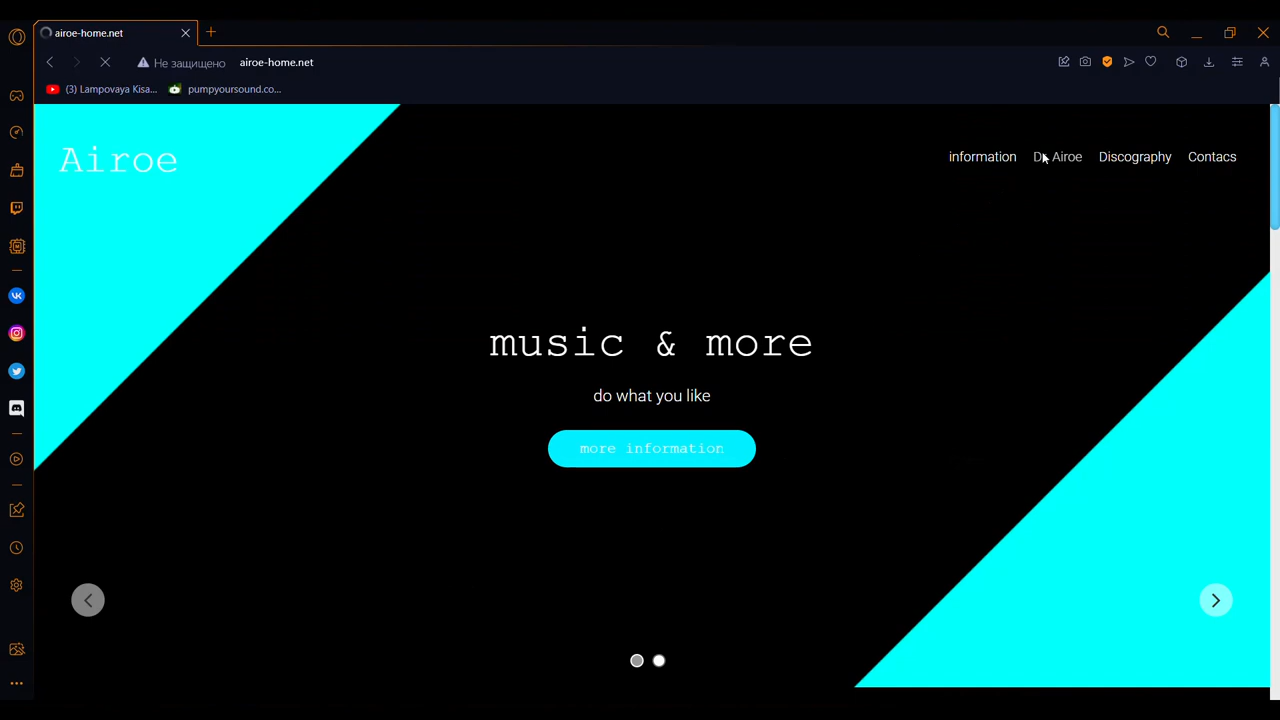 airoe-home.net
Не защищено airoe-home.net
(3) Lampovaya Kisa... pumpyoursound.co...
Airoe
information Airoe Discography Contacs
music & more
do what you like
more information